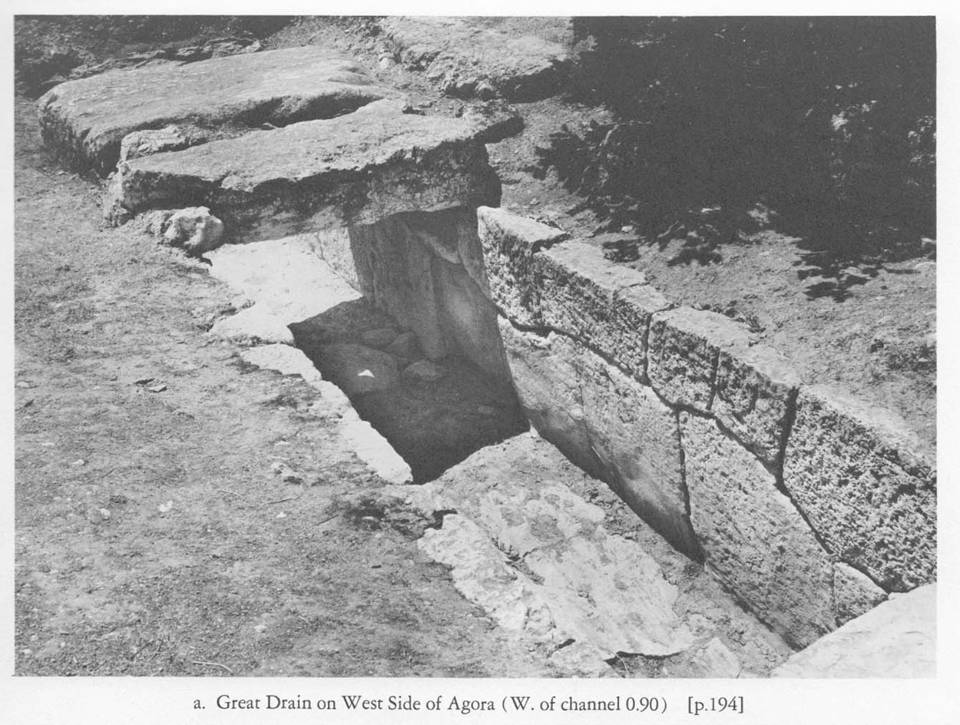 a. Great Drain on West Side of Agora (W. of channel 0.90) [p.194]